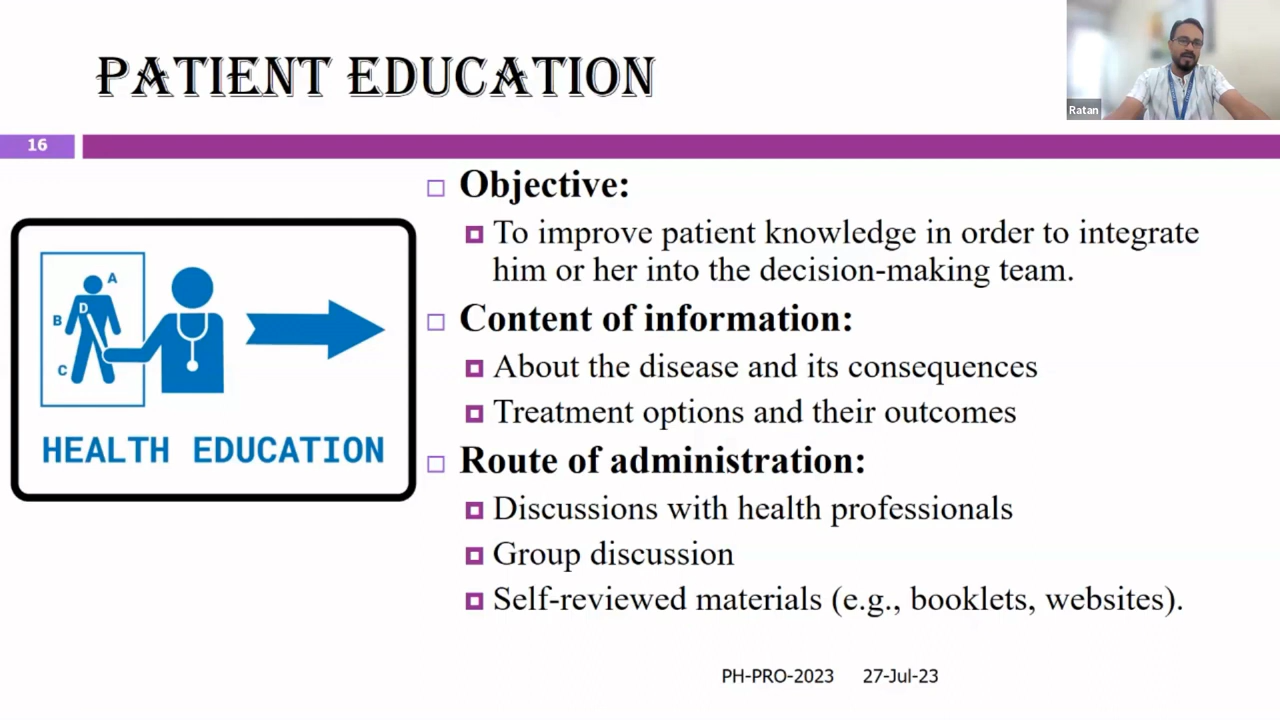 PATIENT EDUCATION
Ratan
16
Objective:
To improve patient knowledge in order to integrate
him or her into the decision-making team.
Content of information:
About the disease and its consequences
Treatment options and their outcomes
Route of administration:
Discussions with health professionals
Group discussion
Self-reviewed materials (e.g., booklets, websites).
A
D
B
C
HEALTH EDUCATION
PH-PRO-2023 27-Jul-23